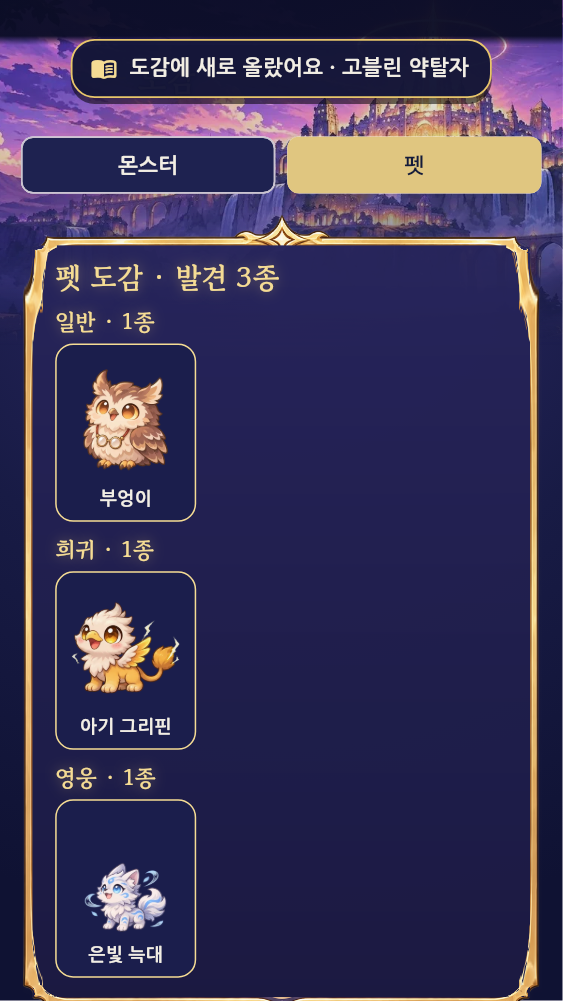 도감에 새로 올랐어요 · 고블린 약탈자
몬스터
펫
펫 도감 · 발견 3종
일반 · 1종
부엉이
희귀 · 1종
아기 그리핀
영웅 · 1종
은빛 늑대